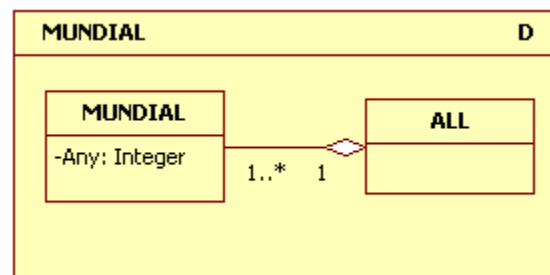 MUNDIAL D
MUNDIAL
-Any: Integer
1..* 1
ALL